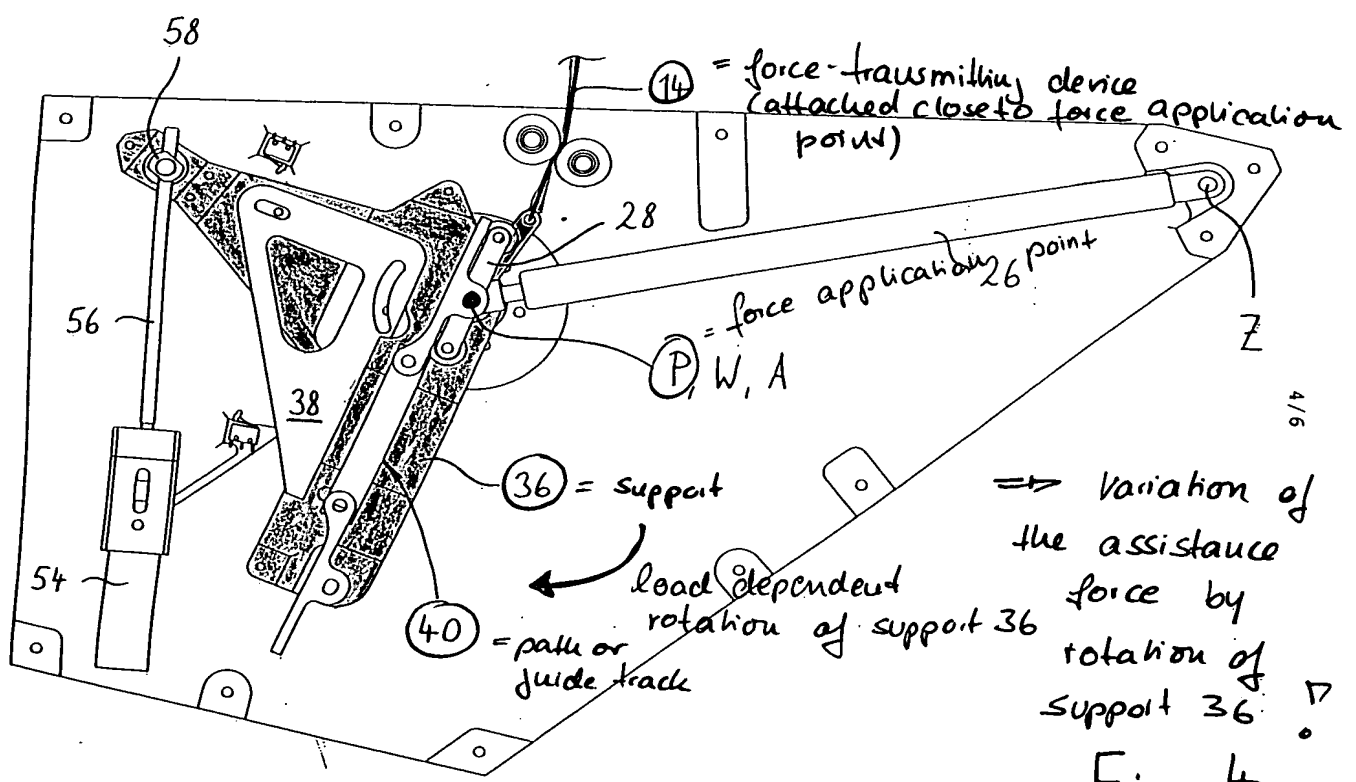 58
14 = force-transmitting device
(attached close to force application
point)
28
56
26
= force application point
P, W, A
Z
4/6
38
36 = support
load dependent
rotation of support 36
54
40 = path or
guide track
=> Variation of
the assistance
force by
rotation of
support 36 !
Fig. 4